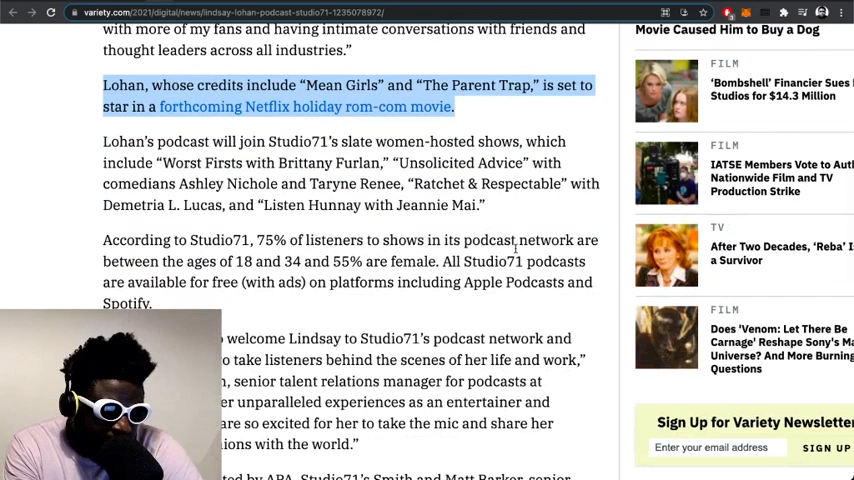 variety.com/2021/digital/news/lindsay-lohan-podcast-studio71-1235078972/
with more of my fans and having intimate conversations with friends and
thought leaders across all industries.”
Lohan, whose credits include “Mean Girls” and “The Parent Trap,” is set to
star in a forthcoming Netflix holiday rom-com movie.
Lohan’s podcast will join Studio71’s slate women-hosted shows, which
include “Worst Firsts with Brittany Furlan,” “Unsolicited Advice” with
comedians Ashley Nichole and Taryne Renee, “Ratchet & Respectable” with
Demetria L. Lucas, and “Listen Hunnay with Jeannie Mai.”
According to Studio71, 75% of listeners to shows in its podcast network are
between the ages of 18 and 34 and 55% are female. All Studio71 podcasts
are available for free (with ads) on platforms including Apple Podcasts and
Spotify.
welcome Lindsay to Studio71’s podcast network and
to take listeners behind the scenes of her life and work,”
senior talent relations manager for podcasts at
unparalleled experiences as an entertainer and
are so excited for her to take the mic and share her
with the world.”
by APA. Studio71’s Smith and Matt Barker, senior
Movie Caused Him to Buy a Dog
FILM
‘Bombshell’ Financier Sues
Studios for $14.3 Million
FILM
IATSE Members Vote to
Nationwide Film and TV
Production Strike
TV
After Two Decades, ‘Reba’
a Survivor
FILM
Does 'Venom: Let There Be
Carnage' Reshape Sony's
Universe? And More Burning
Questions
Sign Up for Variety Newsletter
Enter your email address
SIGN UP